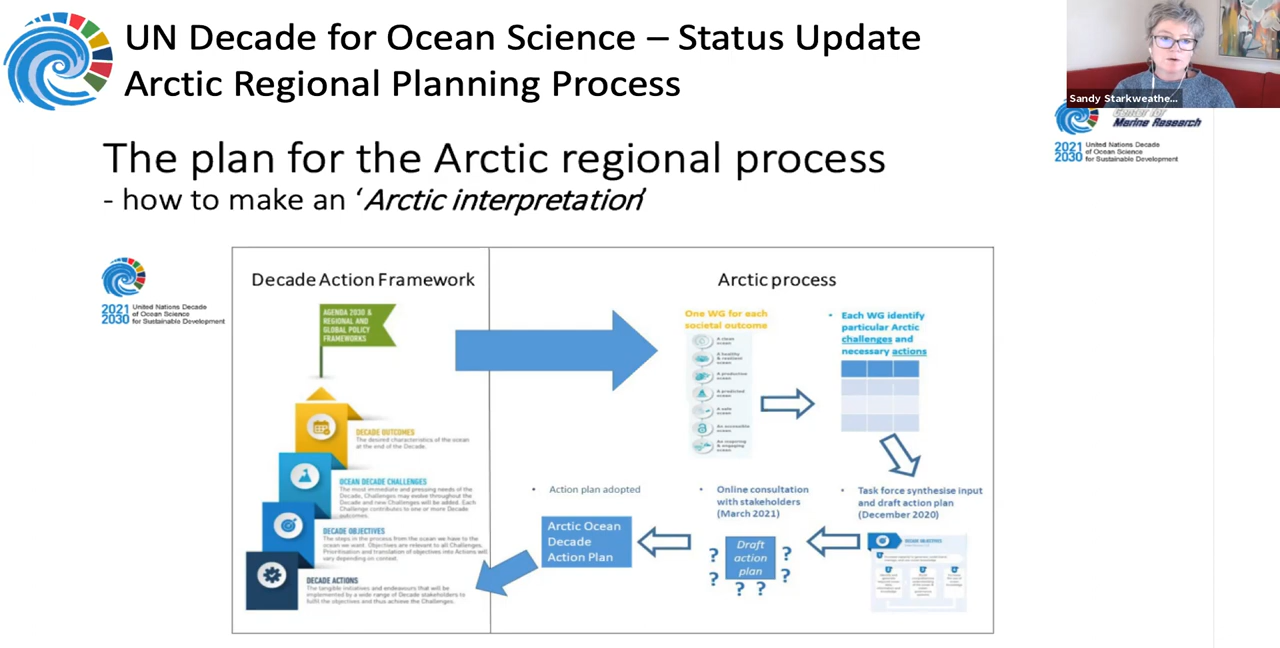 UN Decade for Ocean Science – Status Update
Arctic Regional Planning Process
Sandy Starkweathe...
Center for
Marine Research
2021
2030
United Nations Decade
of Ocean Science
for Sustainable Development
The plan for the Arctic regional process
- how to make an ‘Arctic interpretation’
2021
2030
United Nations Decade
of Ocean Science
for Sustainable Development
Decade Action Framework
AGENDA 2030 &
REGIONAL AND
GLOBAL POLICY
FRAMEWORKS
DECADE OUTCOMES
The desired characteristics of the ocean
at the end of the Decade.
OCEAN DECADE CHALLENGES
The most immediate and pressing needs of the
Decade, Challenges may evolve throughout the
Decade and new Challenges will be added. Each
Challenge contributes to one or more Decade
outcomes.
DECADE OBJECTIVES
The steps in the process from the ocean we have to the
ocean we want. Objectives are relevant to all Challenges.
Prioritisation and translation of objectives into Actions will
vary depending on context.
DECADE ACTIONS
The tangible initiatives and endeavours that will be
implemented by a wide range of Decade stakeholders to
fulfil the objectives and thus achieve the Challenges.
Arctic process
One WG for each
societal outcome
A clean
ocean
A healthy
& resilient
ocean
A productive
ocean
A predicted
ocean
A safe
ocean
An accessible
ocean
An inspiring
& engaging
ocean
• Each WG identify
particular Arctic
challenges and
necessary actions
• Task force synthesise input
and draft action plan
(December 2020)
DECADE OBJECTIVES
• Online consultation
with stakeholders
(March 2021)
Draft
action
plan
? ? ? ? ? ?
• Action plan adopted
Arctic Ocean
Decade
Action Plan